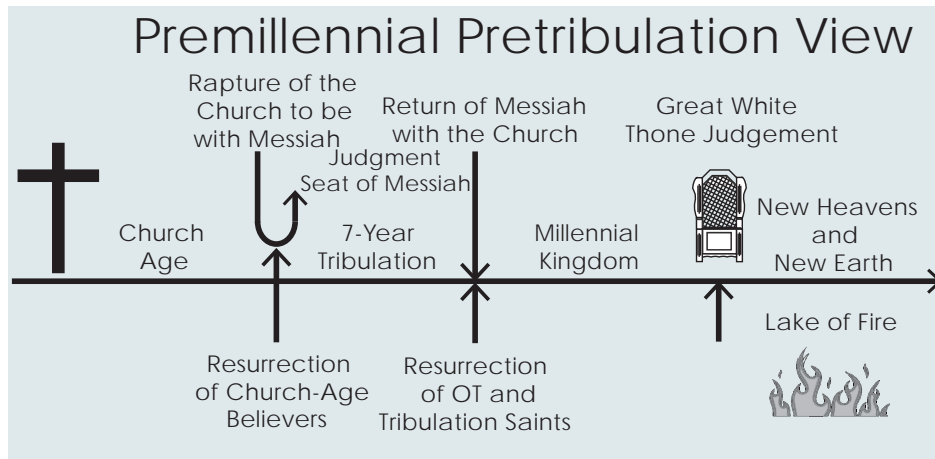 Premillennial Pretribulation View
Rapture of the
Church to be
with Messiah
Judgment
Seat of Messiah
Return of Messiah
with the Church
Great White
Thone Judgement
Church
Age
7-Year
Tribulation
Millennial
Kingdom
New Heavens
and
New Earth
Resurrection
of Church-Age
Believers
Resurrection
of OT and
Tribulation Saints
Lake of Fire